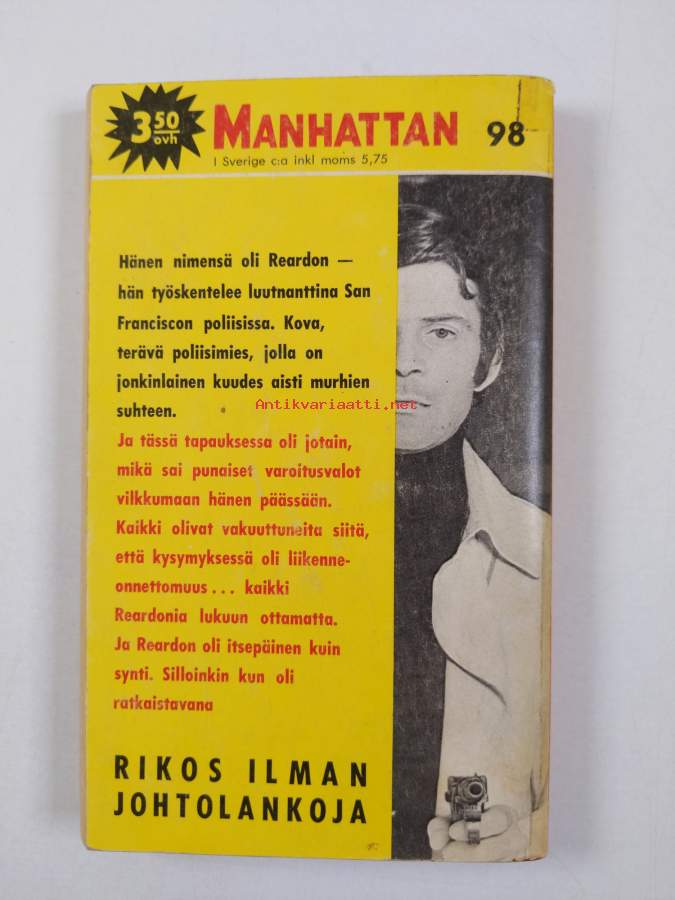 3 50
ovh
MANHATTAN 98
I Sverige c:a inkl moms 5,75
Hänen nimensä oli Reardon —
hän työskentelee luutnanttina San
Franciscon poliisissa. Kova,
terävä poliisimies, jolla on
jonkinlainen kuudes aisti murhien
suhteen.
Antikvariaatti.net
Ja tässä tapauksessa oli jotain,
mikä sai punaiset varoitusvalot
vilkkumaan hänen päässään.
Kaikki olivat vakuuttuneita siitä,
että kysymyksessä oli liikenne-
onnettomuus... kaikki
Reardonia lukuun ottamatta.
Ja Reardon oli itsepäinen kuin
synti. Silloinkin kun oli
ratkaistavana
RIKOS ILMAN
JOHTOLANKOJA